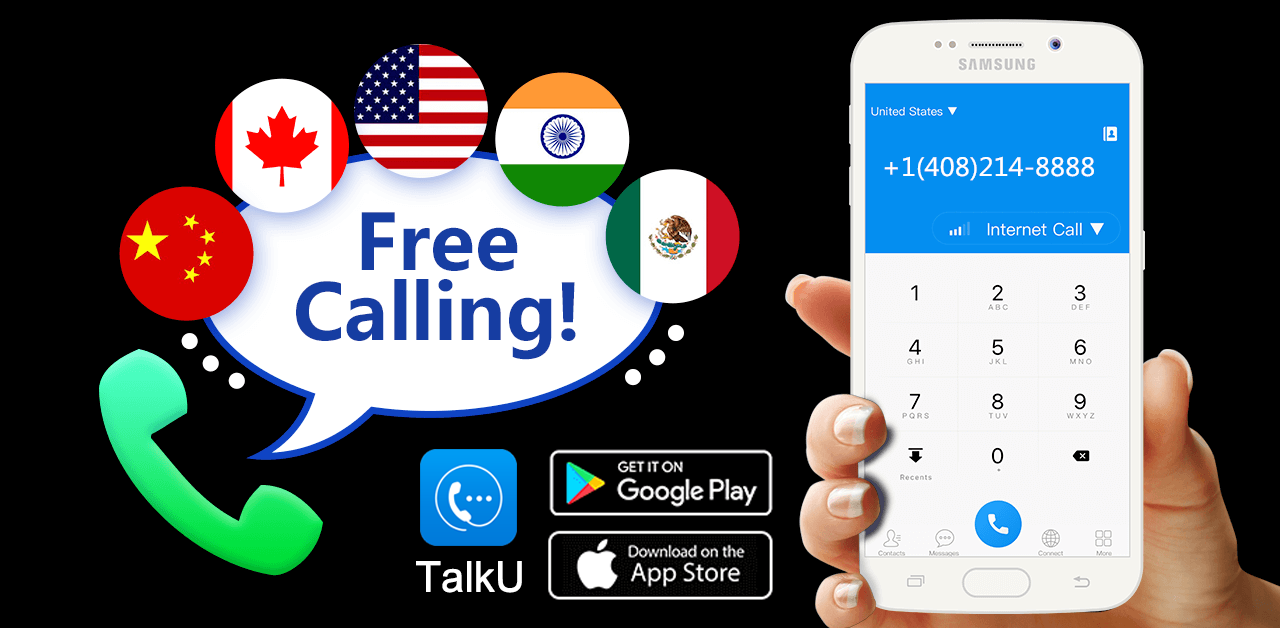 Free
Calling!
TalkU
GET IT ON
Google Play
Download on the
App Store
SAMSUNG
United States
+1(408)214-8888
Internet Call
1
2
3
ABC
DEF
4
5
6
GHI
JKL
MNO
7
8
9
PQRS
TUV
WXYZ
0
+
Recents
Contacts
Messages
Connect
More